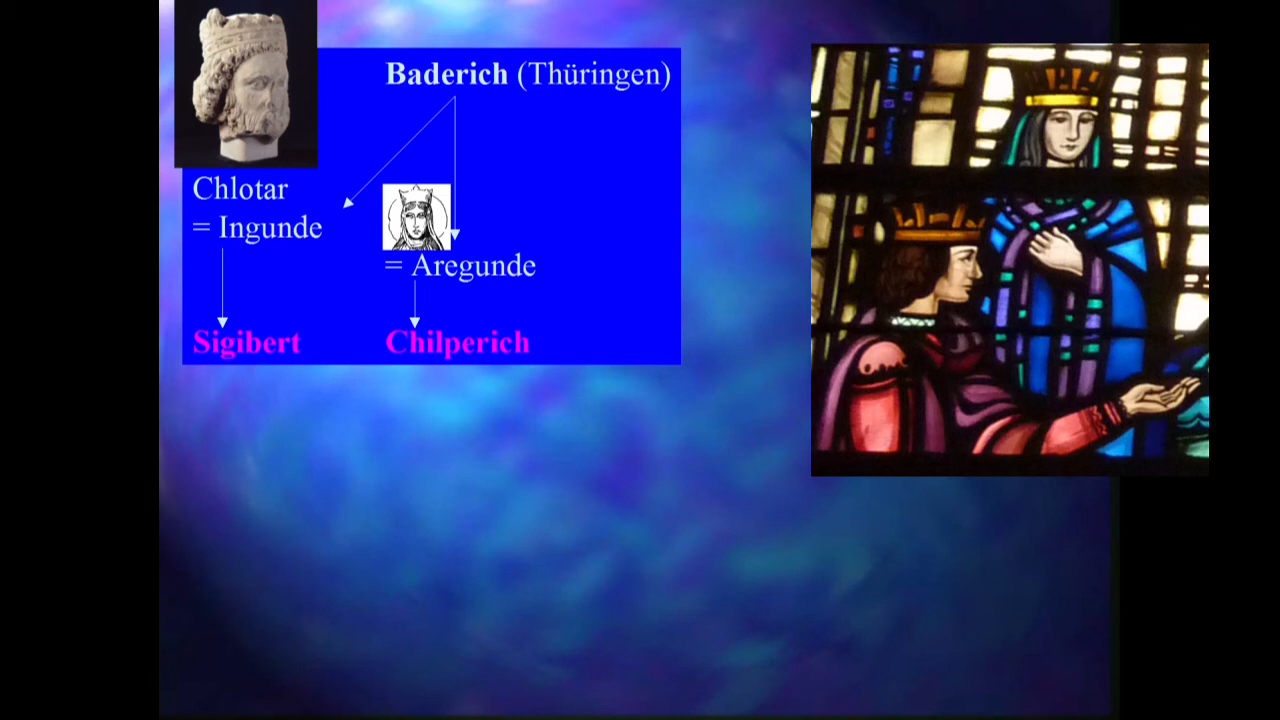 Baderich (Thüringen)
Chlotar
= Ingunde
= Aregunde
Sigibert
Chilperich